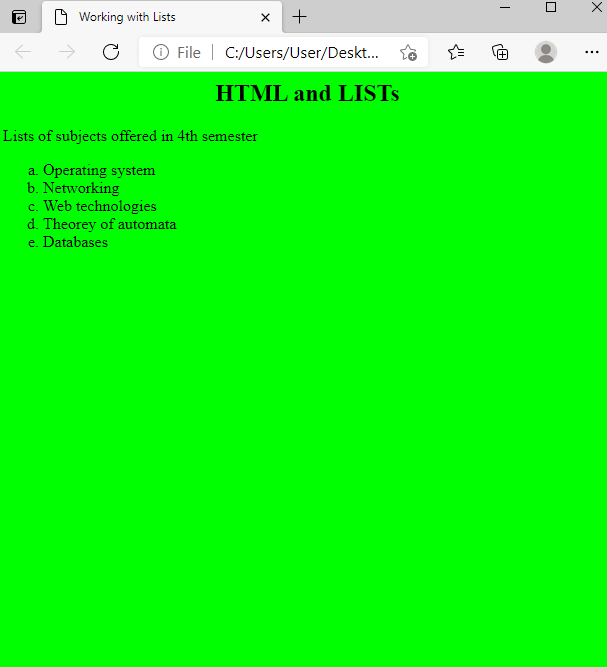 Working with Lists
File
C:/Users/User/Deskt...
HTML and LISTs
Lists of subjects offered in 4th semester
a. Operating system
b. Networking
c. Web technologies
d. Theorey of automata
e. Databases